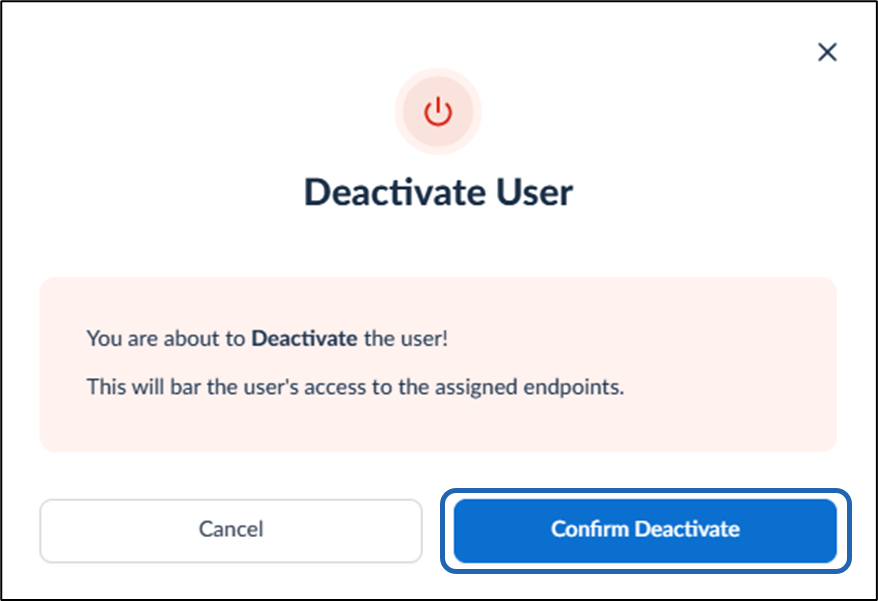 Deactivate User
You are about to Deactivate the user!
This will bar the user's access to the assigned endpoints.
Cancel
Confirm Deactivate